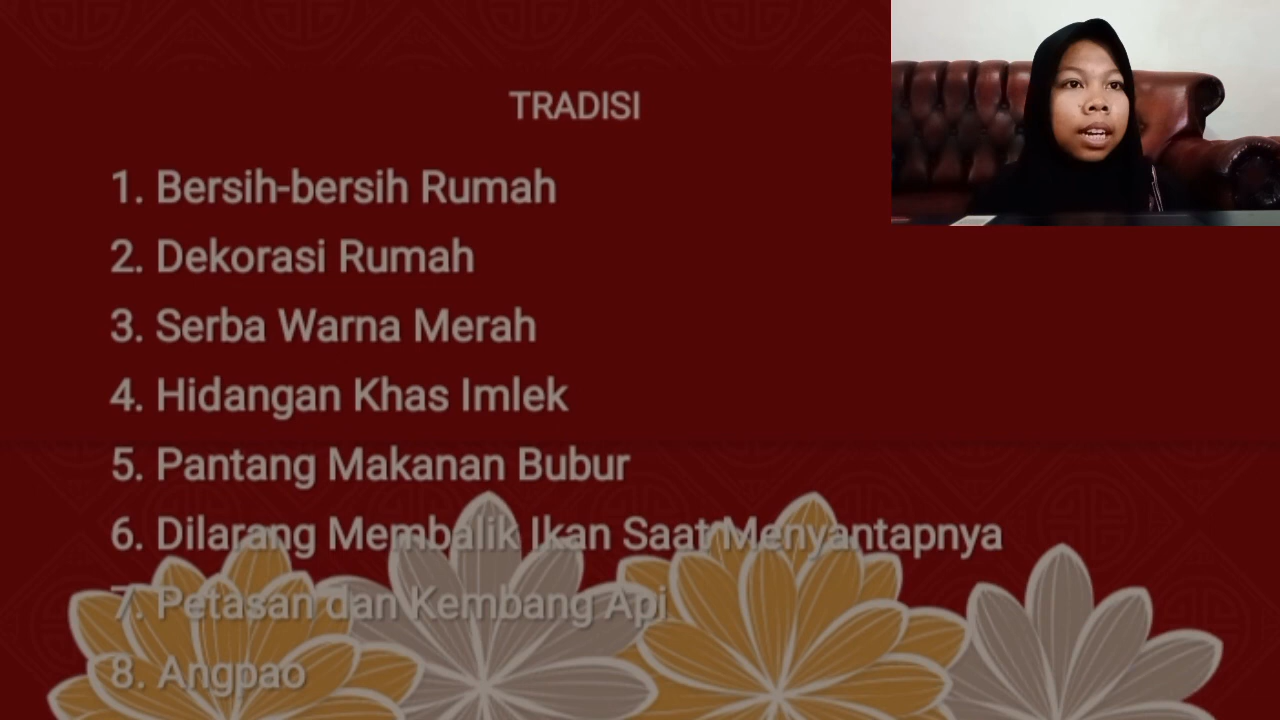 TRADISI
1. Bersih-bersih Rumah
2. Dekorasi Rumah
3. Serba Warna Merah
4. Hidangan Khas Imlek
5. Pantang Makanan Bubur
6. Dilarang Membalik Ikan Saat Menyantapnya
7. Petasan dan Kembang Api
8. Angpao